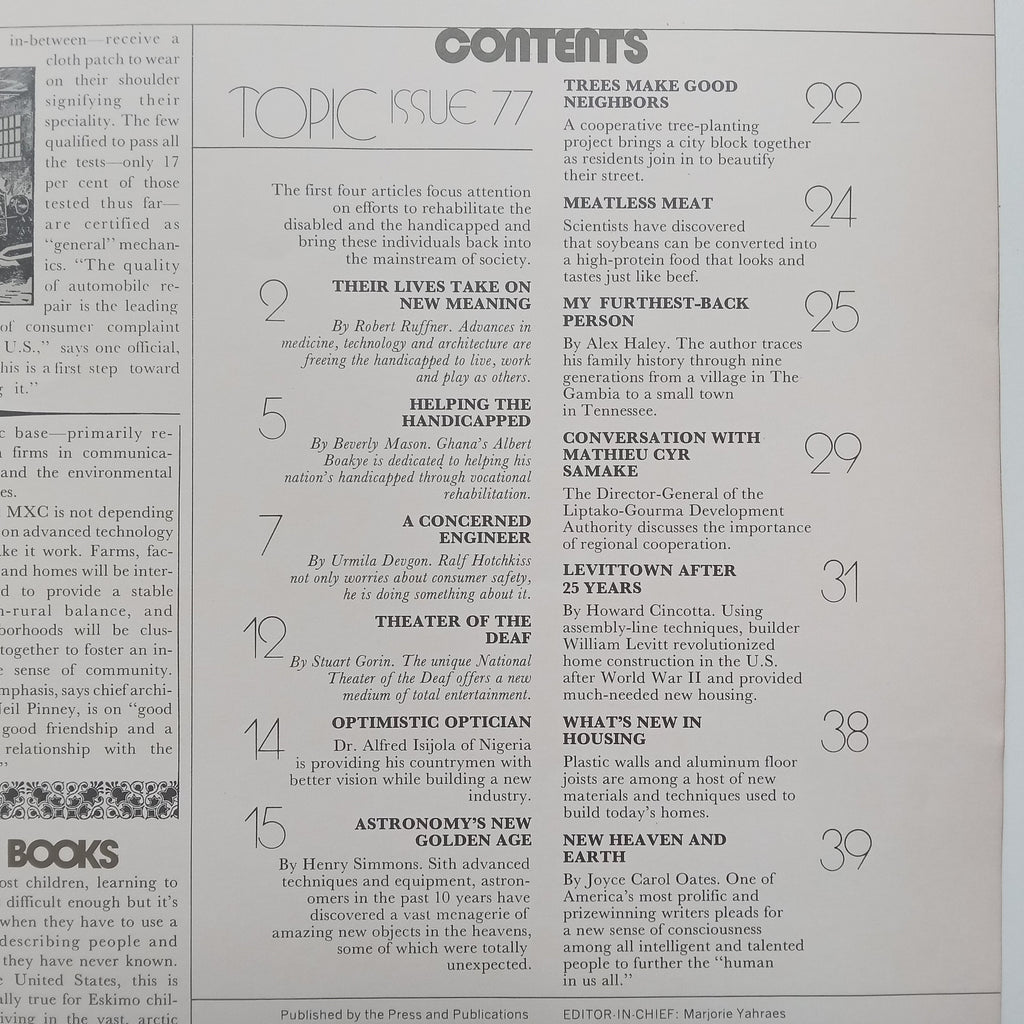 in-between—receive a
cloth patch to wear
on their shoulder
signifying their
speciality. The few
qualified to pass all
the tests—only 17
per cent of those
tested thus far—
are certified as
"general" mechan-
ics. "The quality
of automobile re-
pair is the leading
of consumer complaint
U.S.," says one official,
his is a first step toward
it."
base—primarily re-
firms in communica-
and the environmental
es.
MXC is not depending
on advanced technology
ke it work. Farms, fac-
and homes will be inter-
d to provide a stable
n-rural balance, and
borhoods will be clus-
together to foster an in-
sense of community.
mphasis, says chief archi-
Neil Pinney, is on "good
good friendship and a
relationship with the
"
BOOKS
ost children, learning to
difficult enough but it's
when they have to use a
describing people and
they have never known.
United States, this is
ally true for Eskimo chil-
iving in the vast, arctic
CONTENTS
TOPIC ISSUE 77
The first four articles focus attention
on efforts to rehabilitate the
disabled and the handicapped and
bring these individuals back into
the mainstream of society.
2
THEIR LIVES TAKE ON
NEW MEANING
By Robert Ruffner. Advances in
medicine, technology and architecture are
freeing the handicapped to live, work
and play as others.
5
HELPING THE
HANDICAPPED
By Beverly Mason. Ghana's Albert
Boakye is dedicated to helping his
nation's handicapped through vocational
rehabilitation.
7
A CONCERNED
ENGINEER
By Urmila Devgon. Ralf Hotchkiss
not only worries about consumer safety,
he is doing something about it.
12
THEATER OF THE
DEAF
By Stuart Gorin. The unique National
Theater of the Deaf offers a new
medium of total entertainment.
14
OPTIMISTIC OPTICIAN
Dr. Alfred Isijola of Nigeria
is providing his countrymen with
better vision while building a new
industry.
15
ASTRONOMY'S NEW
GOLDEN AGE
By Henry Simmons. Sith advanced
techniques and equipment, astron-
omers in the past 10 years have
discovered a vast menagerie of
amazing new objects in the heavens,
some of which were totally
unexpected.
TREES MAKE GOOD
NEIGHBORS
22
A cooperative tree-planting
project brings a city block together
as residents join in to beautify
their street.
MEATLESS MEAT
24
Scientists have discovered
that soybeans can be converted into
a high-protein food that looks and
tastes just like beef.
MY FURTHEST-BACK
PERSON
25
By Alex Haley. The author traces
his family history through nine
generations from a village in The
Gambia to a small town
in Tennessee.
CONVERSATION WITH
MATHIEU CYR
SAMAKE
29
The Director-General of the
Liptako-Gourma Development
Authority discusses the importance
of regional cooperation.
LEVITTOWN AFTER
25 YEARS
31
By Howard Cincotta. Using
assembly-line techniques, builder
William Levitt revolutionized
home construction in the U.S.
after World War II and provided
much-needed new housing.
WHAT'S NEW IN
HOUSING
38
Plastic walls and aluminum floor
joists are among a host of new
materials and techniques used to
build today's homes.
NEW HEAVEN AND
EARTH
39
By Joyce Carol Oates. One of
America's most prolific and
prizewinning writers pleads for
a new sense of consciousness
among all intelligent and talented
people to further the "human
in us all."
Published by the Press and Publications
EDITOR-IN-CHIEF: Marjorie Yahraes